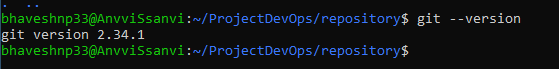 .  ..
bhaveshnp33@AnvviSsanvi:~/ProjectDevOps/repository$ git --version
git version 2.34.1
bhaveshnp33@AnvviSsanvi:~/ProjectDevOps/repository$